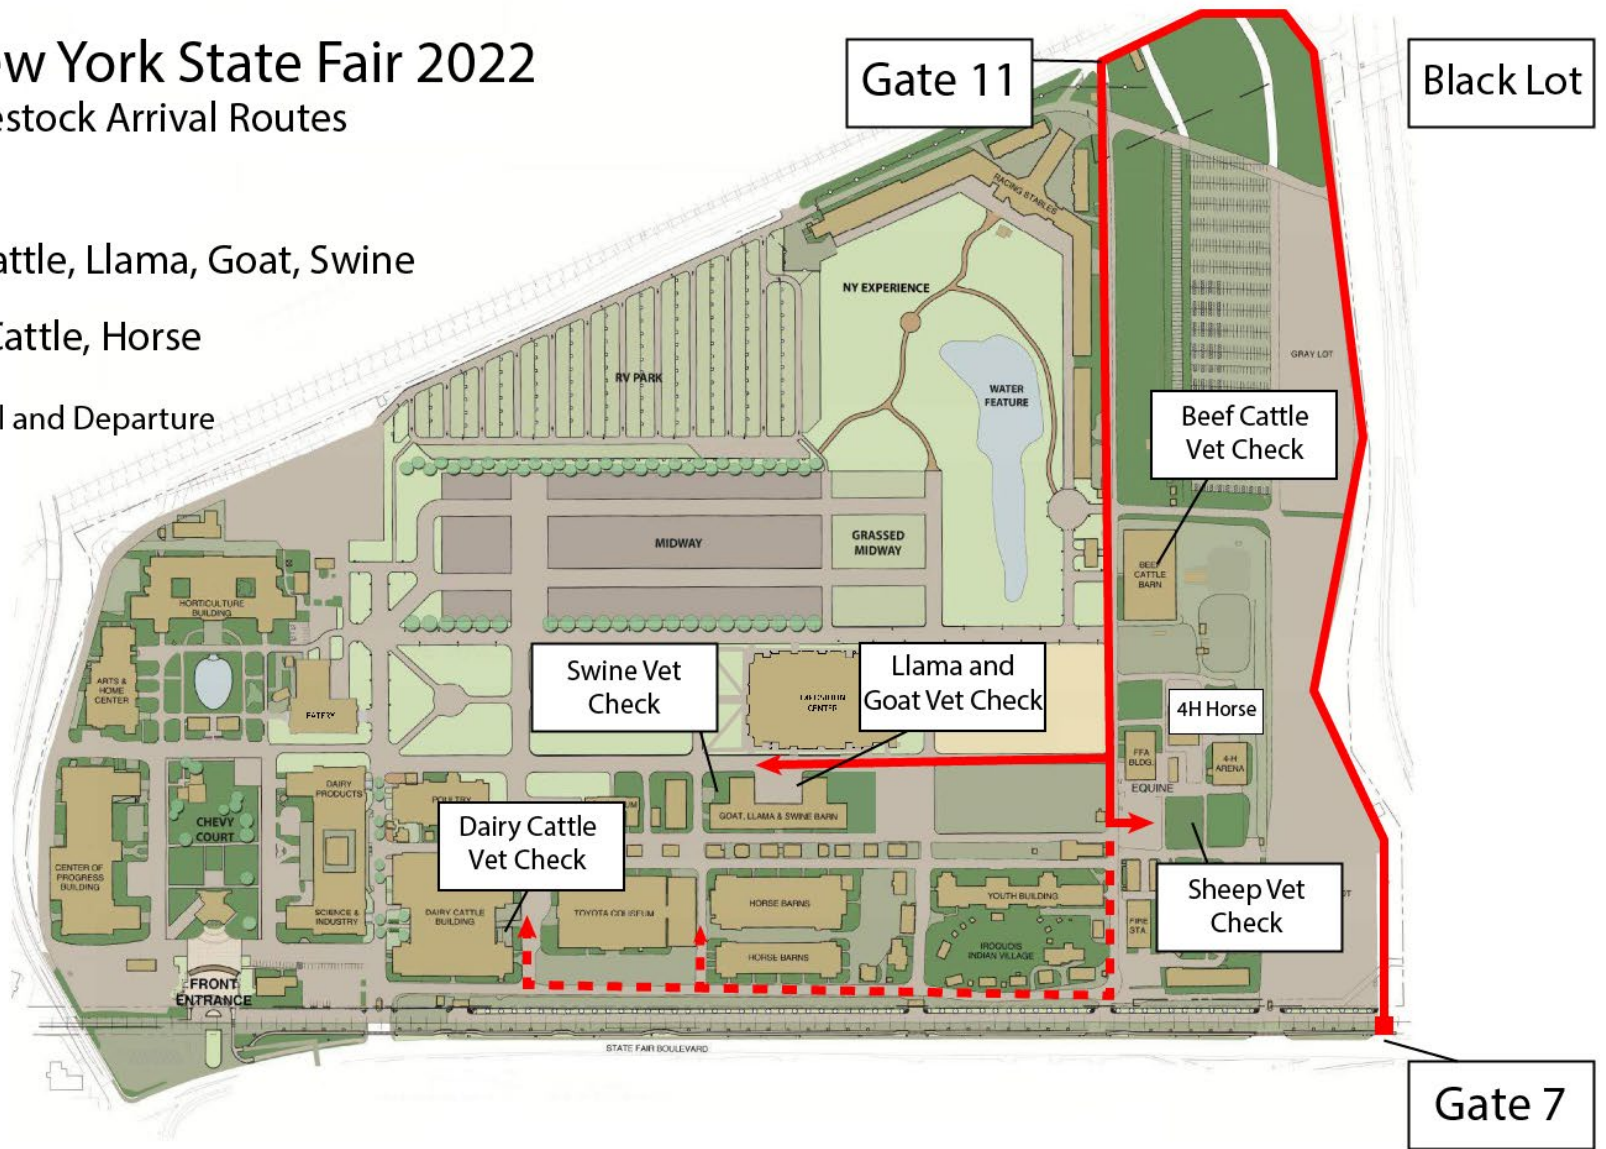 ew York State Fair 2022
estock Arrival Routes
attle, Llama, Goat, Swine
Cattle, Horse
l and Departure
Gate 11
Black Lot
RACING STABLES
NY EXPERIENCE
RV PARK
WATER
FEATURE
GRAY LOT
Beef Cattle
Vet Check
MIDWAY
GRASSED
MIDWAY
BEEF
CATTLE
BARN
HORTICULTURE
BUILDING
ARTS &
HOME
CENTER
EATERY
Swine Vet
Check
CENTER
Llama and
Goat Vet Check
4H Horse
FFA
BLDG.
4-H
ARENA
EQUINE
DAIRY
PRODUCTS
POULTRY
CHEVY
COURT
GOAT, LLAMA & SWINE BARN
Dairy Cattle
Vet Check
CENTER OF
PROGRESS
BUILDING
SCIENCE &
INDUSTRY
DAIRY CATTLE
BUILDING
TOYOTA COLISEUM
HORSE BARNS
HORSE BARNS
YOUTH BUILDING
IROQUOIS
INDIAN VILLAGE
FIRE
STA.
Sheep Vet
Check
FRONT
ENTRANCE
STATE FAIR BOULEVARD
Gate 7